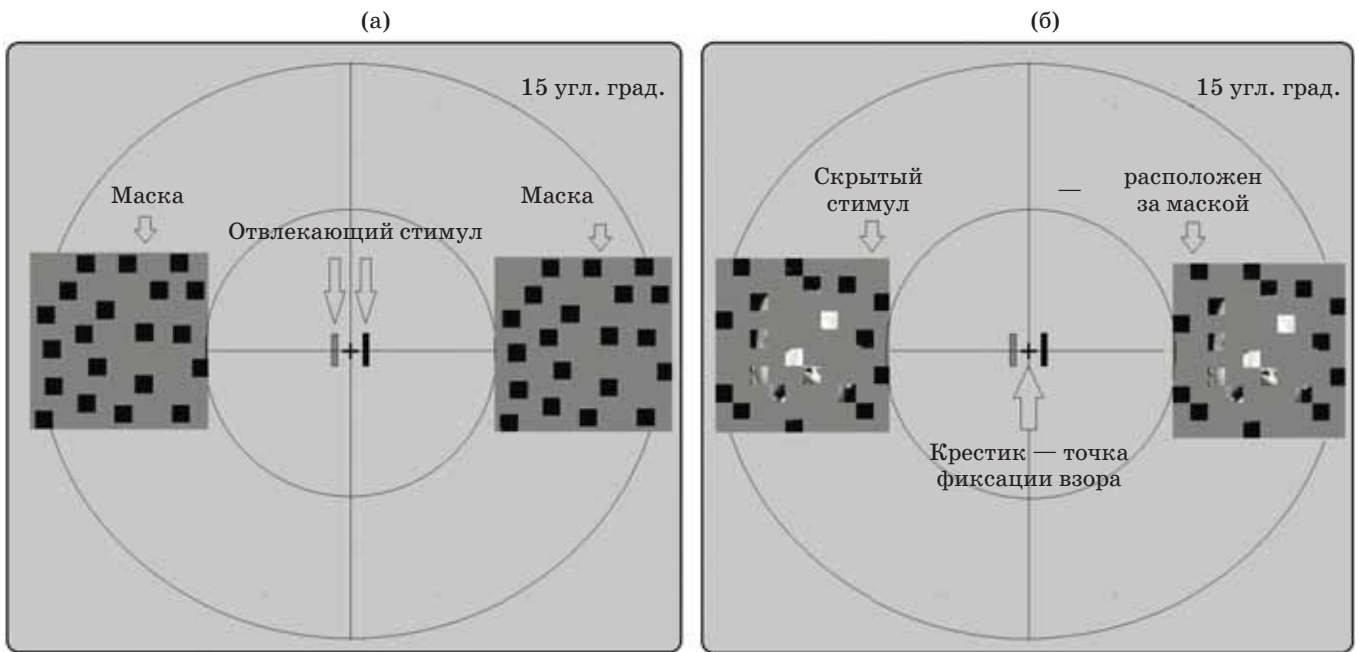 (а)
15 угл. град.
Маска
Маска
Отвлекающий стимул
(б)
15 угл. град.
Скрытый
стимул
—
расположен
за маской
Крестик — точка
фиксации взора